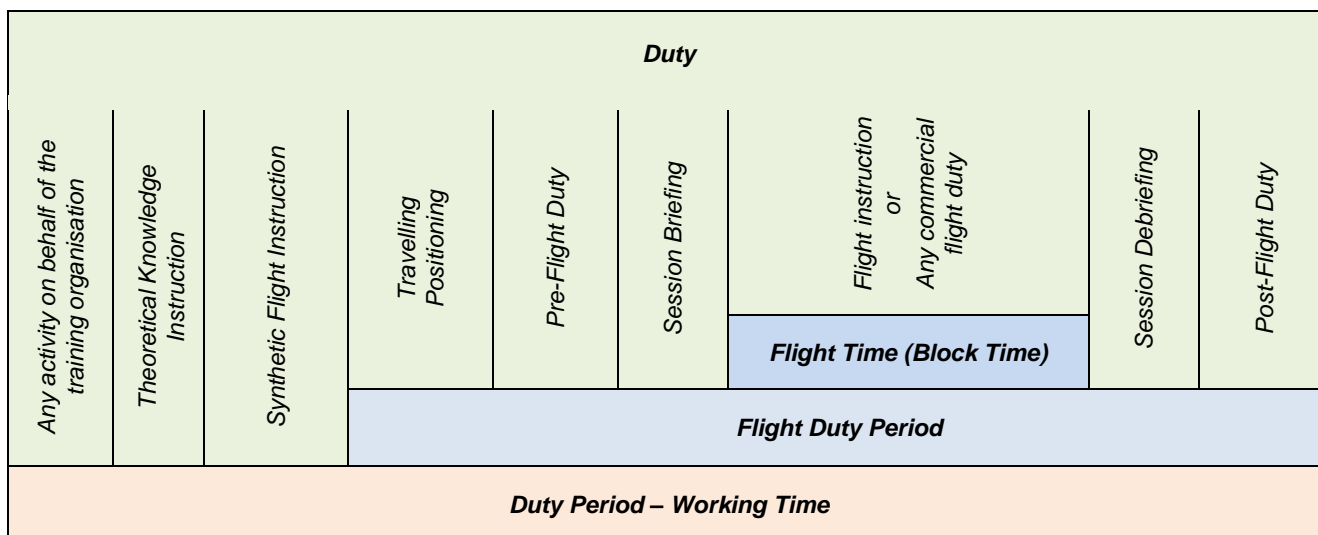 Duty
Any activity on behalf of the
training organisation
Theoretical Knowledge
Instruction
Synthetic Flight Instruction
Travelling
Positioning
Pre-Flight Duty
Session Briefing
Flight instruction
or
Any commercial
flight duty
Session Debriefing
Post-Flight Duty
Flight Time (Block Time)
Flight Duty Period
Duty Period – Working Time